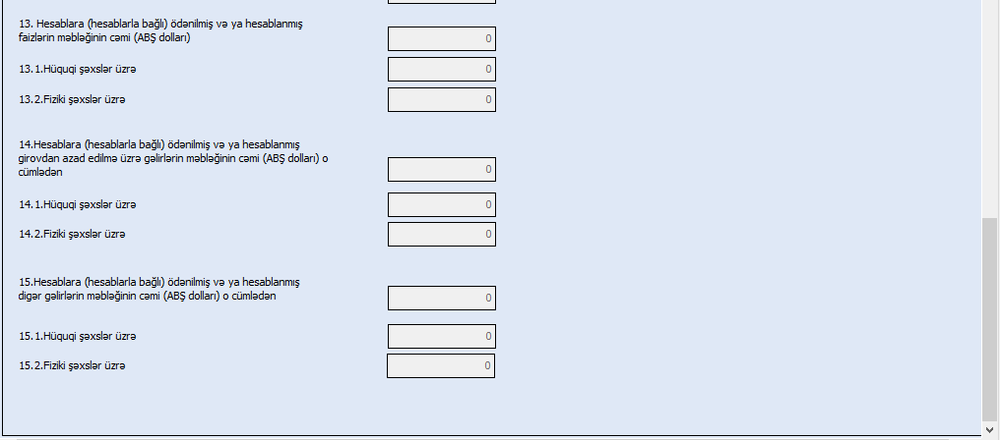 13. Hesablara (hesablarla bağlı) ödənilmiş və ya hesablanmış
faizlərin məbləğinin cəmi (ABŞ dolları)
0
13.1.Hüquqi şəxslər üzrə
0
13.2.Fiziki şəxslər üzrə
0
14.Hesablara (hesablarla bağlı) ödənilmiş və ya hesablanmış
girovdan azad edilmə üzrə gəlirlərin məbləğinin cəmi (ABŞ dolları) o
cümlədən
0
14.1.Hüquqi şəxslər üzrə
0
14.2.Fiziki şəxslər üzrə
0
15.Hesablara (hesablarla bağlı) ödənilmiş və ya hesablanmış
digər gəlirlərin məbləğinin cəmi (ABŞ dolları) o cümlədən
0
15.1.Hüquqi şəxslər üzrə
0
15.2.Fiziki şəxslər üzrə
0